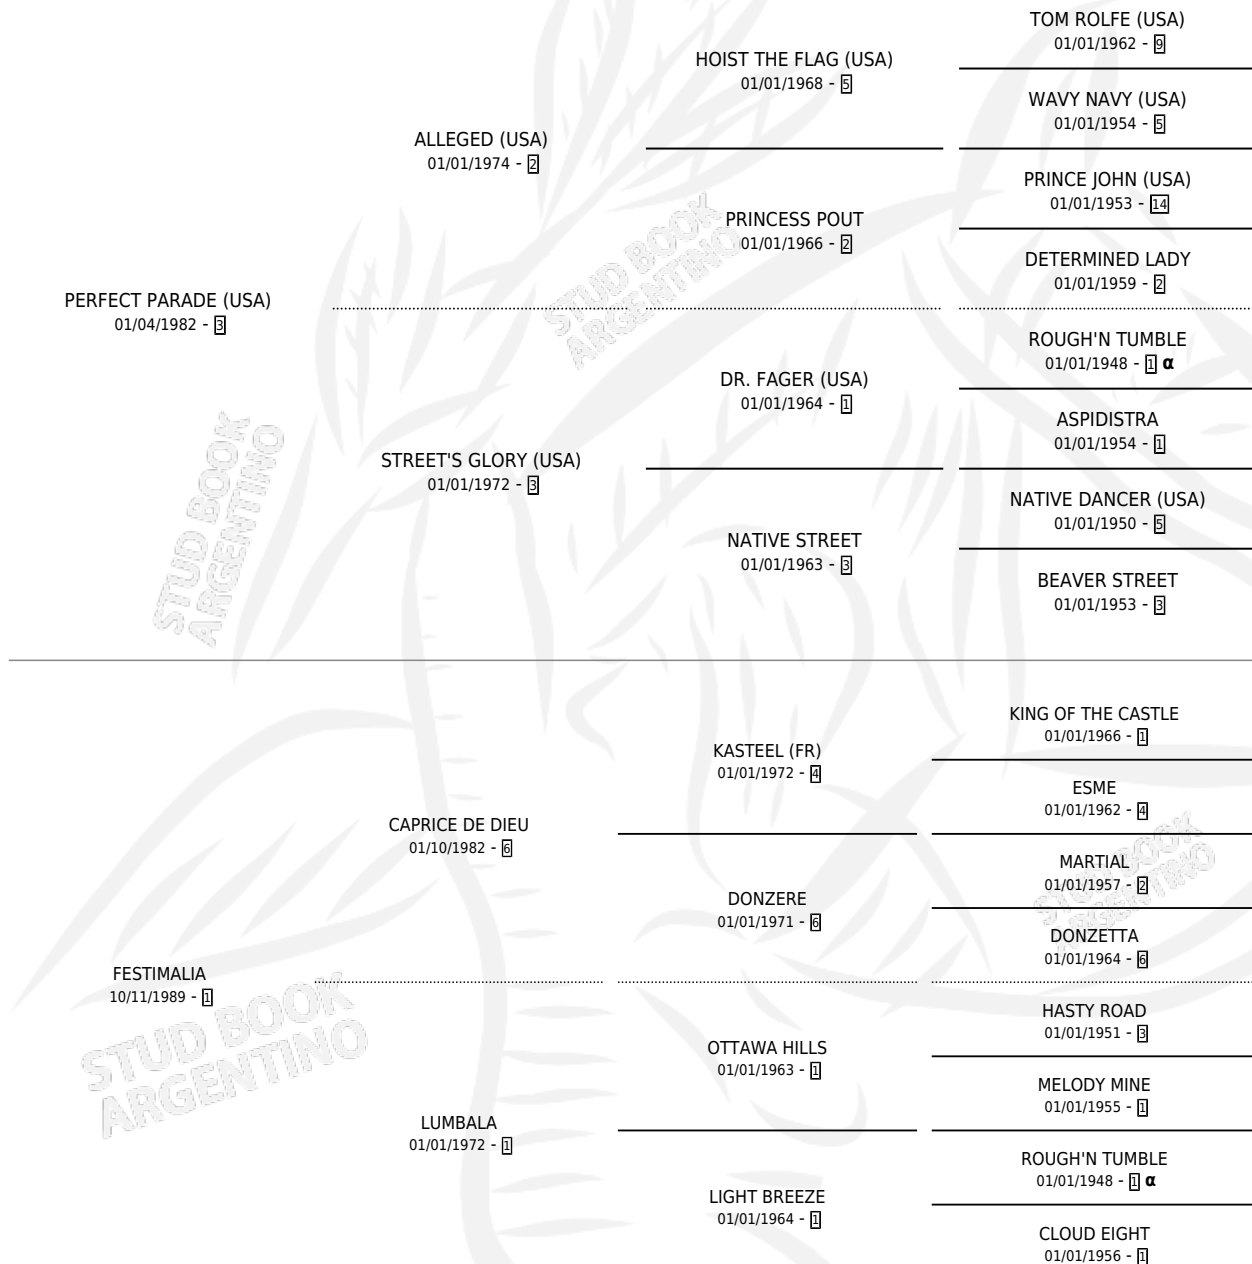 TOM ROLFE (USA)
01/01/1962 - 9
HOIST THE FLAG (USA)
01/01/1968 - 5
WAVY NAVY (USA)
01/01/1954 - 5
ALLEGED (USA)
01/01/1974 - 2
PRINCE JOHN (USA)
01/01/1953 - 14
PRINCESS POUT
01/01/1966 - 2
DETERMINED LADY
01/01/1959 - 2
PERFECT PARADE (USA)
01/04/1982 - 3
ROUGH'N TUMBLE
01/01/1948 - 1 α
DR. FAGER (USA)
01/01/1964 - 1
ASPIDISTRA
01/01/1954 - 1
STREET'S GLORY (USA)
01/01/1972 - 3
NATIVE DANCER (USA)
01/01/1950 - 5
NATIVE STREET
01/01/1963 - 3
BEAVER STREET
01/01/1953 - 3
KING OF THE CASTLE
01/01/1966 - 1
KASTEEL (FR)
01/01/1972 - 4
ESME
01/01/1962 - 4
CAPRICE DE DIEU
01/10/1982 - 6
MARTIAL
01/01/1957 - 2
DONZERE
01/01/1971 - 6
DONZETTA
01/01/1964 - 6
FESTIMALIA
10/11/1989 - 1
HASTY ROAD
01/01/1951 - 3
OTTAWA HILLS
01/01/1963 - 1
MELODY MINE
01/01/1955 - 1
LUMBALA
01/01/1972 - 1
ROUGH'N TUMBLE
01/01/1948 - 1 α
LIGHT BREEZE
01/01/1964 - 1
CLOUD EIGHT
01/01/1956 - 1
STUD BOOK
ARGENTINO
STUD BOOK
ARGENTINO
STUD BOOK
ARGENTINO
STUD BOOK
ARGENTINO